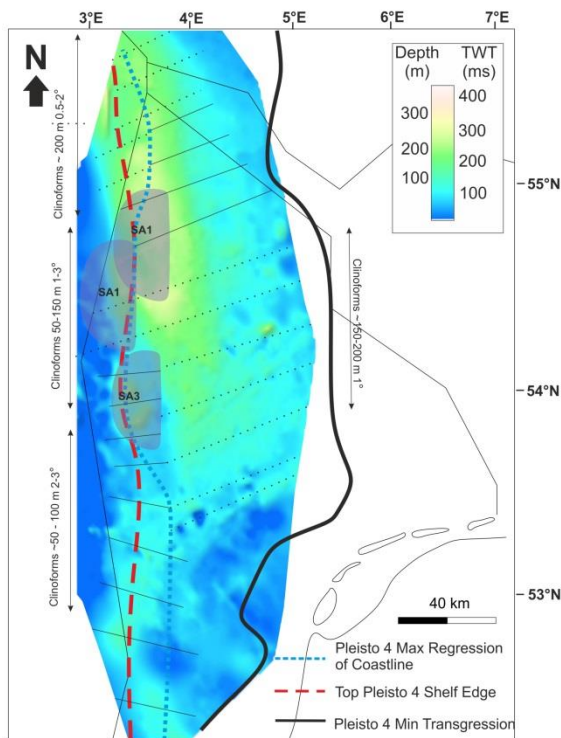 3°E 4°E 5°E 6°E 7°E
N
Depth (m)
TWT (ms)
300
200
100
400
300
200
100
55°N
54°N
53°N
Clinoforms ~ 200 m 0.5-2°
Clinoforms 50-150 m 1-3°
Clinoforms ~50 - 100 m 2-3°
Clinoforms ~150-200 m 1°
SA1
SA1
SA3
40 km
Pleisto 4 Max Regression
of Coastline
Top Pleisto 4 Shelf Edge
Pleisto 4 Min Transgression